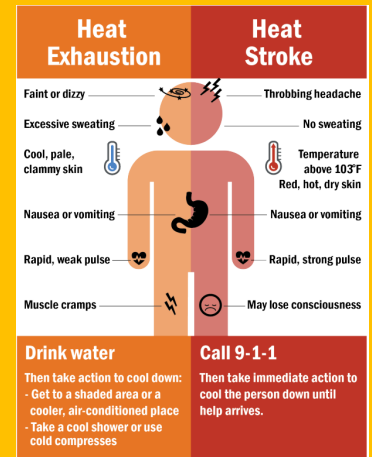 Heat
Exhaustion
Heat
Stroke
Faint or dizzy
Throbbing headache
Excessive sweating
No sweating
Cool, pale,
clammy skin
Temperature
above 103°F
Red, hot, dry skin
Nausea or vomiting
Nausea or vomiting
Rapid, weak pulse
Rapid, strong pulse
Muscle cramps
May lose consciousness
Drink water
Then take action to cool down:
- Get to a shaded area or a
cooler, air-conditioned place
- Take a cool shower or use
cold compresses
Call 9-1-1
Then take immediate action to
cool the person down until
help arrives.